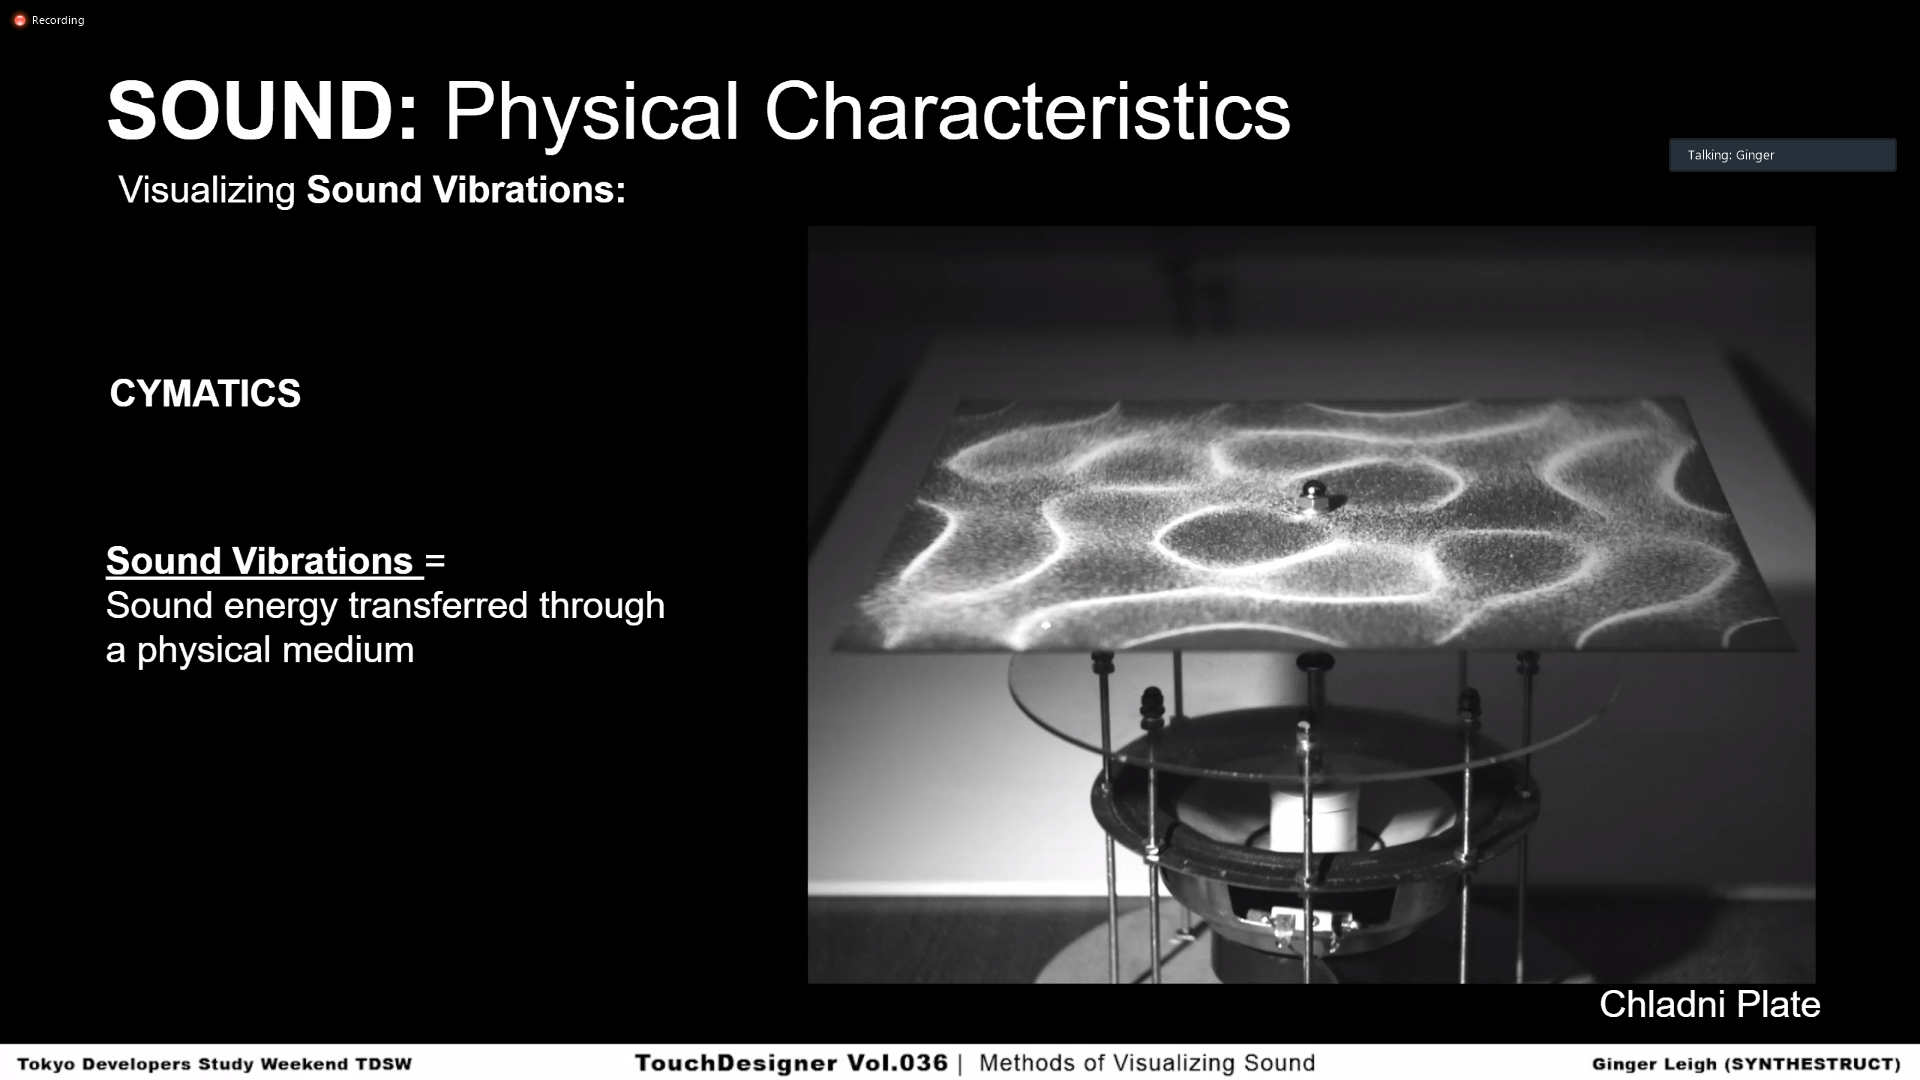 Recording
SOUND: Physical Characteristics
Talking: Ginger
Visualizing Sound Vibrations:
CYMATICS
Sound Vibrations =
Sound energy transferred through
a physical medium
Chladni Plate
Tokyo Developers Study Weekend TDSW
TouchDesigner Vol.036 | Methods of Visualizing Sound
Ginger Leigh (SYNTHESTRUCT)